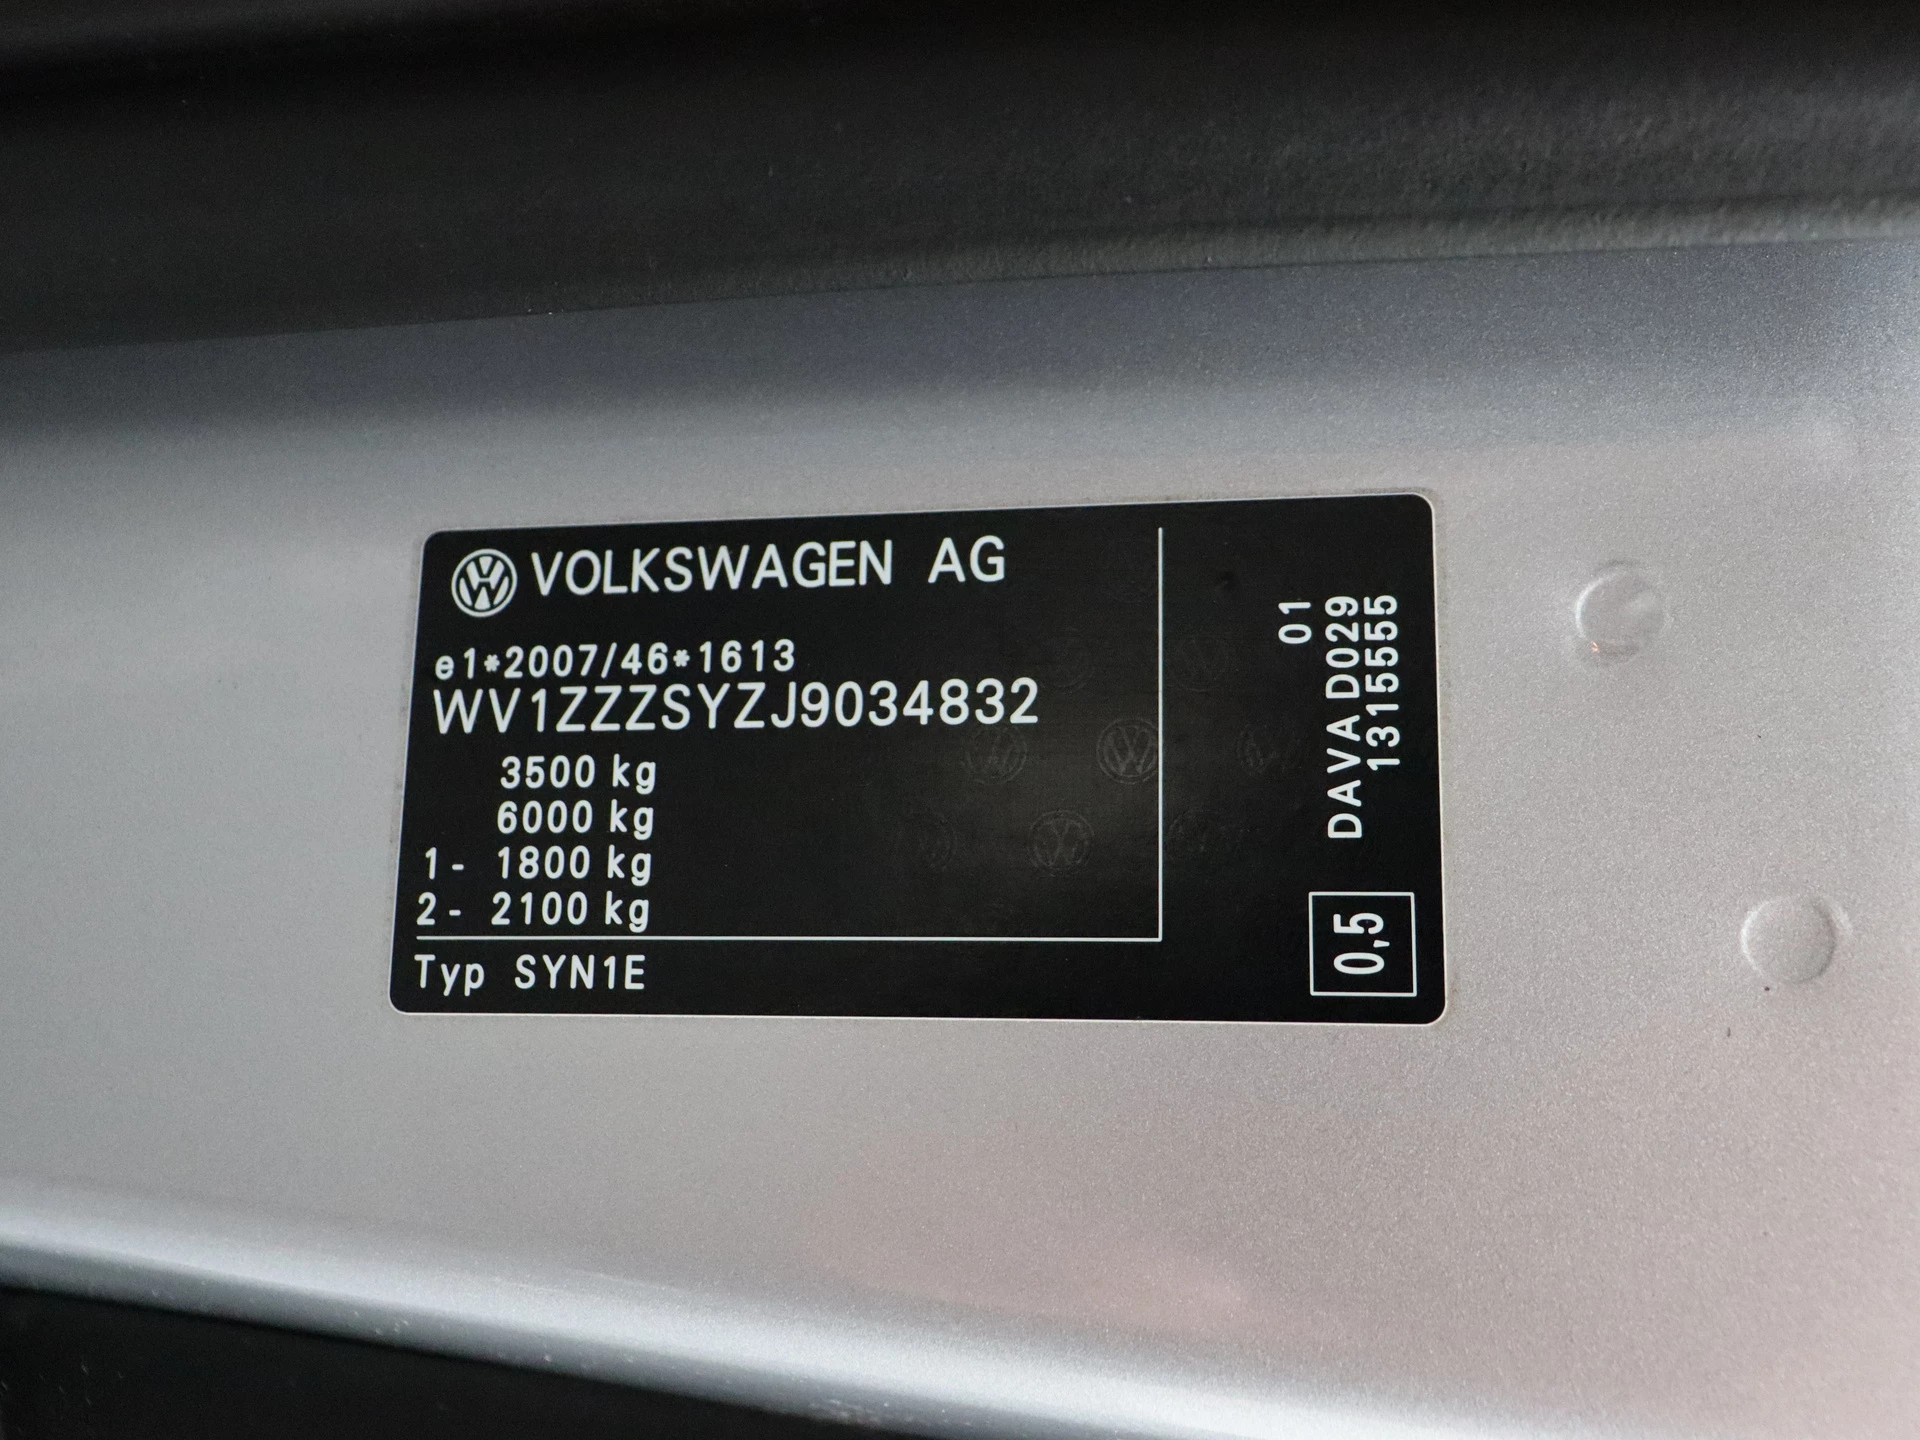 VOLKSWAGEN AG
e1*2007/46*1613
WV1ZZZSYZJ9034832
3500 kg
6000 kg
1- 1800 kg
2- 2100 kg
Typ SYN1E
01
DAVA D029
13155555
0,5